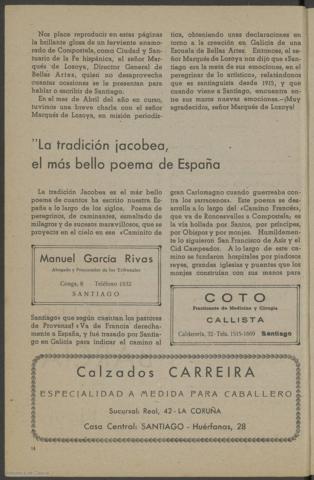 Nos place reproducir en estas páginas
la brillante glosa de un ferviente enamo-
rado de Compostela, como Ciudad y San-
tuario de la Fe hispánica, el señor Mar-
qués de Lozoya, Director General de
Bellas Artes, quien no desaprovecha
cuantas ocasiones se le presentan para
hablar o escribir de Santiago.
En el mes de Abril del año en curso,
tuvimos una breve charla con el señor
Marqués de Lozoya, en misión periodís-
tica, obteniendo unas declaraciones en
torno a la creación en Galicia de una
Escuela de Bellas Artes. Entonces, el se-
ñor Marqués de Lozoya nos dijo que «San-
tiago era la meta de sus emociones, en el
peregrinar de lo artístico», relatándonos
que es santiaguista desde 1915, y que
cuando viene a Santiago, encuentra en-
tre sus muros nuevas emociones.—¡Muy
agradecidos, señor Marqués de Lozoya!
"La tradición jacobea,
el más bello poema de España
La tradición Jacobea es el már bello
poema de cuantos ha escrito nuestra Es-
paña a lo largo de los siglos. Poema de
peregrinos, de caminantes, esmaltado de
milagros y de sucesos maravillosos, que se
proyecta en el cielo en ese «Caminito de
Manuel García Rivas
Abogado y Procurador de los Tribunales
Conga, 8 Teléfono 1932
SANTIAGO
Santiago» que según cuentan los pastores
de Provenza: «Va de Francia derecha-
mente a España, y fué trazado por Santia-
go en Galicia para indicar el camino al
gran Carlomagno cuando guerreaba con-
tra los sarracenos». Este poema se des-
arrolla a lo largo del «Camino Francés»,
que va de Roncesvalles a Compostela; es
la vía hollada por Santos, por príncipes,
por Obispos y por monjes. Humildemen-
te lo siguieron San Francisco de Asís y el
Cid Campeador. A lo largo de este ca-
mino se fundaron hospitales por piadosos
reyes, grandes iglesias y puentes que los
monjes construían con sus manos para
COTO
Practicante de Medicina y Cirugía
CALLISTA
Calderería, 32-Tels. 1515-1609 Santiago
Calzados CARREIRA
ESPECIALIDAD A MEDIDA PARA CABALLERO
Sucursal: Real, 42 - LA CORUÑA
Casa Central: SANTIAGO - Huérfanas, 28
14